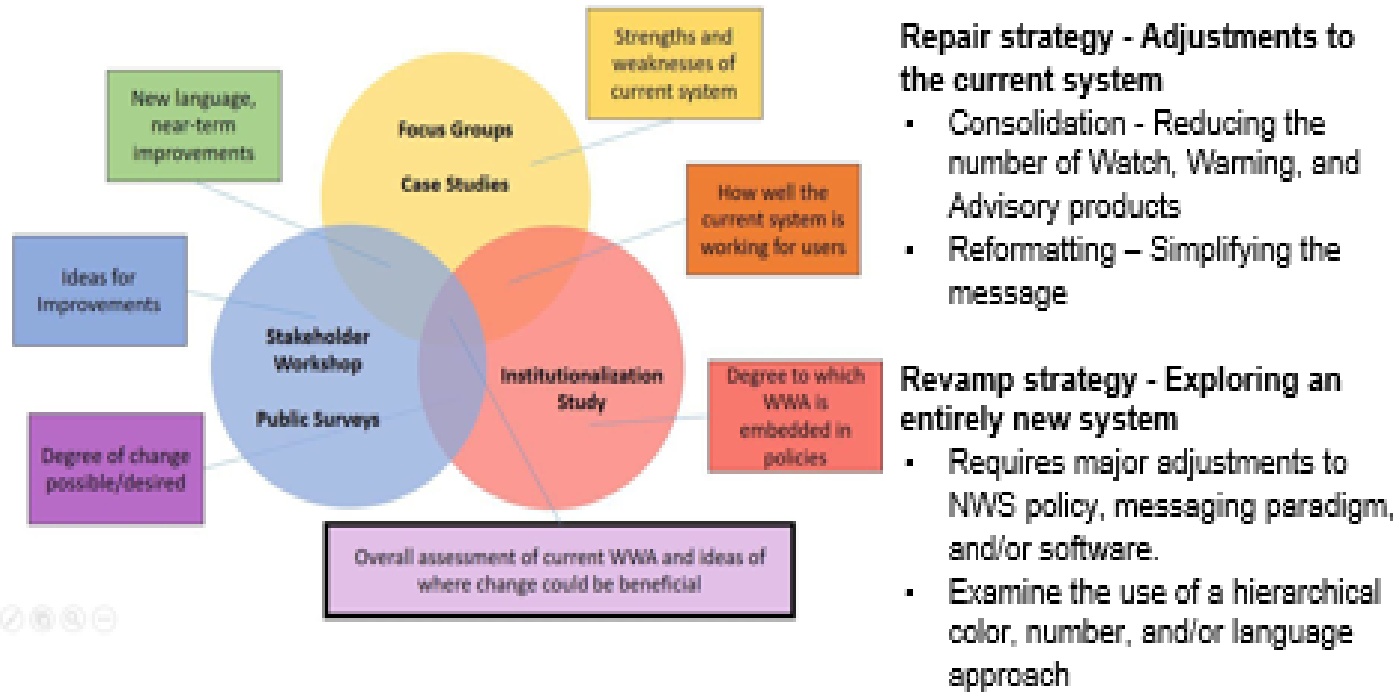 Strengths and
weaknesses of
current system
New language,
near-term
improvements
Focus Groups
Case Studies
How well the
current system is
working for users
Ideas for
Improvements
Stakeholder
Workshop
Public Surveys
Institutionalization
Study
Degree to which
WWA is
embedded in
policies
Degree of change
possible/desired
Overall assessment of current WWA and ideas of
where change could be beneficial
Repair strategy - Adjustments to
the current system
• Consolidation - Reducing the
number of Watch, Warning, and
Advisory products
• Reformatting – Simplifying the
message
Revamp strategy - Exploring an
entirely new system
• Requires major adjustments to
NWS policy, messaging paradigm,
and/or software.
• Examine the use of a hierarchical
color, number, and/or language
approach